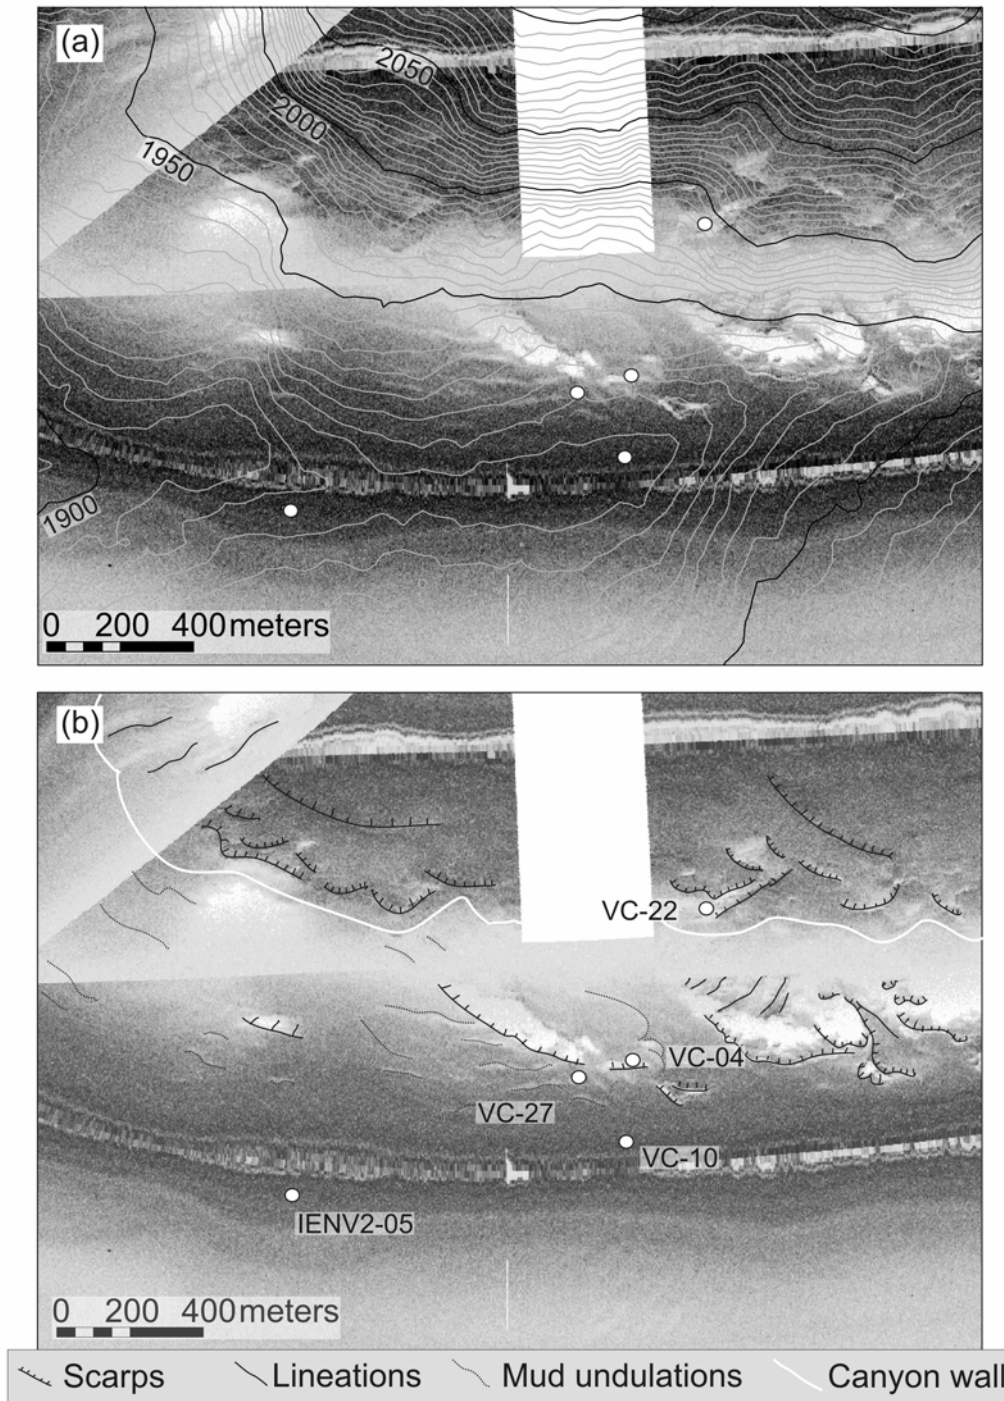 (a)
2050
2000
1950
1900
0 200 400 meters
(b)
VC-22
VC-04
VC-27
VC-10
IENV2-05
0 200 400 meters
Scarps Lineations Mud undulations Canyon wall